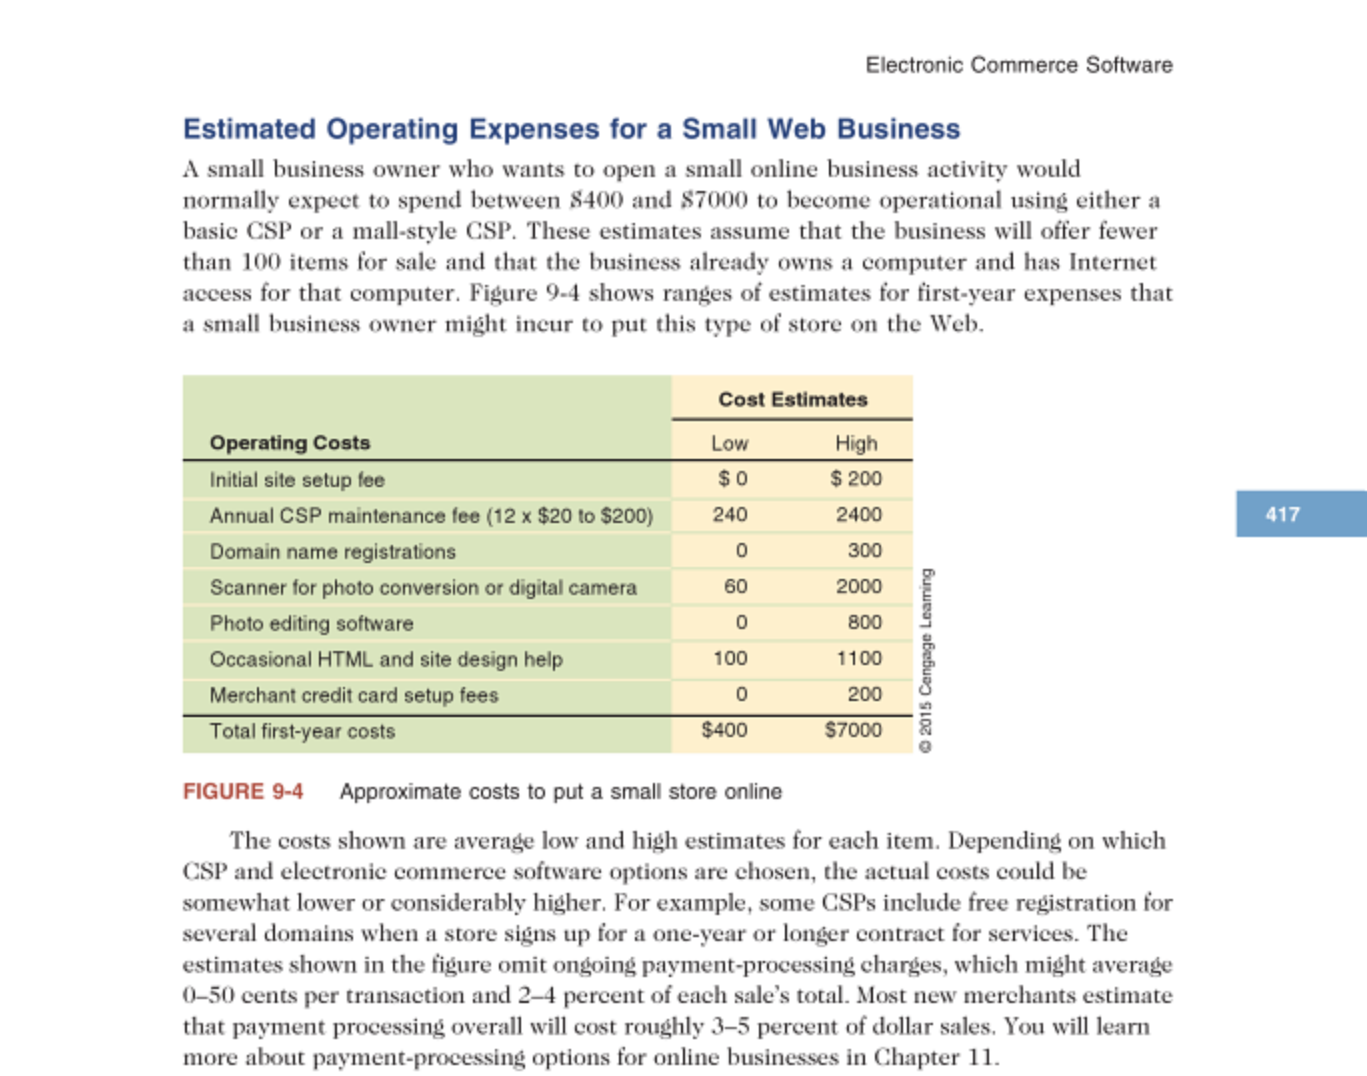 Electronic Commerce Software
Estimated Operating Expenses for a Small Web Business
A small business owner who wants to open a small online business activity would
normally expect to spend between $400 and $7000 to become operational using either a
basic CSP or a mall-style CSP. These estimates assume that the business will offer fewer
than 100 items for sale and that the business already owns a computer and has Internet
access for that computer. Figure 9-4 shows ranges of estimates for first-year expenses that
a small business owner might incur to put this type of store on the Web.
Cost Estimates
Operating Costs Low High
Initial site setup fee $ 0 $ 200
Annual CSP maintenance fee (12 x $20 to $200) 240 2400
Domain name registrations 0 300
Scanner for photo conversion or digital camera 60 2000
Photo editing software 0 800
Occasional HTML and site design help 100 1100
Merchant credit card setup fees 0 200
Total first-year costs $400 $7000
© 2015 Cengage Learning
417
FIGURE 9-4 Approximate costs to put a small store online
The costs shown are average low and high estimates for each item. Depending on which
CSP and electronic commerce software options are chosen, the actual costs could be
somewhat lower or considerably higher. For example, some CSPs include free registration for
several domains when a store signs up for a one-year or longer contract for services. The
estimates shown in the figure omit ongoing payment-processing charges, which might average
0–50 cents per transaction and 2–4 percent of each sale's total. Most new merchants estimate
that payment processing overall will cost roughly 3–5 percent of dollar sales. You will learn
more about payment-processing options for online businesses in Chapter 11.